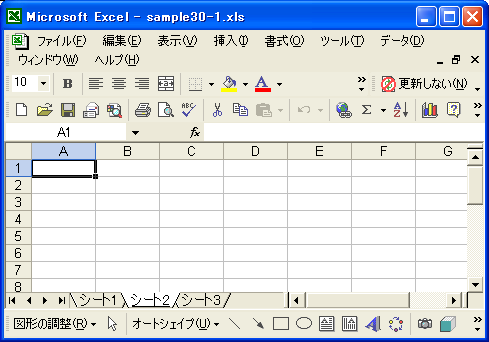 Microsoft Excel - sample30-1.xls
ファイル(F) 編集(E) 表示(V) 挿入(I) 書式(O) ツール(T) データ(D)
ウィンドウ(W) ヘルプ(H)
10 B A 更新しない(N)
ABC Σ A Z ?
A1 fx
A B C D E F G
1
2
3
4
5
6
7
8
シート1 シート2 シート3
図形の調整(R) オートシェイプ(U) A